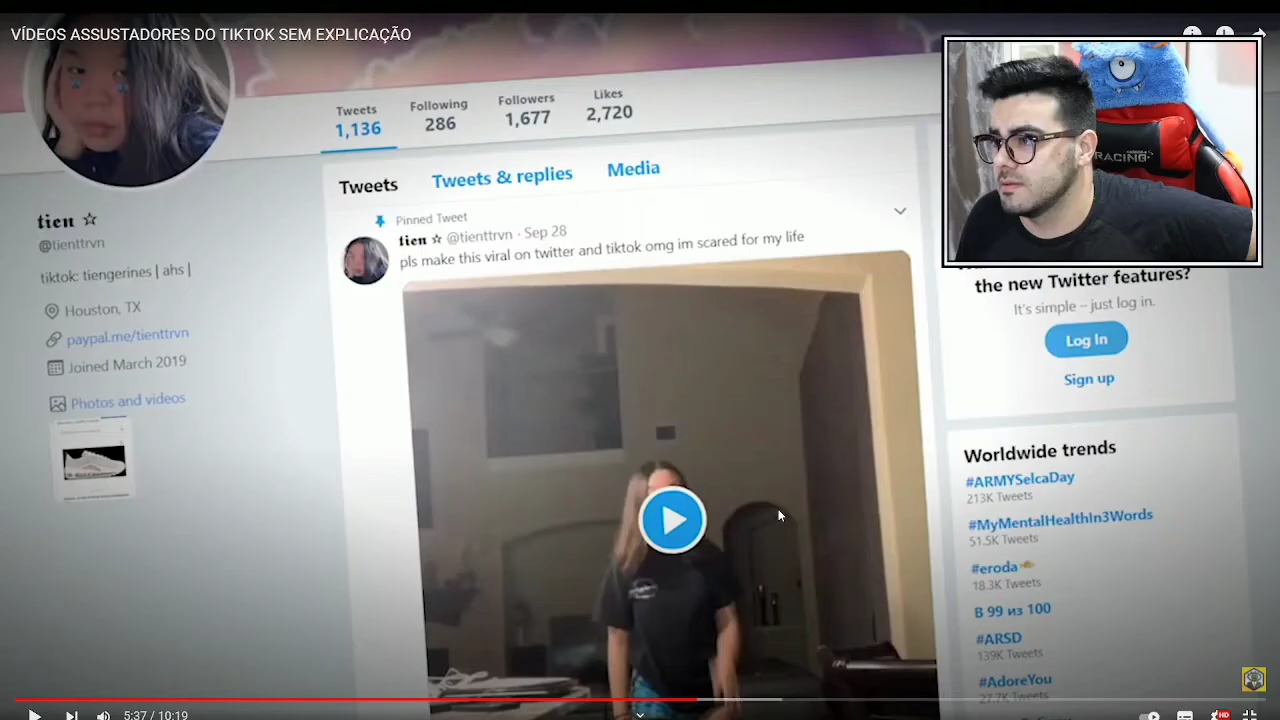 VÍDEOS ASSUSTADORES DO TIKTOK SEM EXPLICAÇÃO
Tweets
1,136
Following
286
Followers
1,677
Likes
2,720
tien ☆
@tienttrvn
tiktok: tiengerines | ahs |
Houston, TX
paypal.me/tienttrvn
Joined March 2019
Photos and videos
Tweets
Tweets & replies
Media
Pinned Tweet
tien ☆ @tienttrvn · Sep 28
pls make this viral on twitter and tiktok omg im scared for my life
RACING
the new Twitter features?
It's simple – just log in.
Log In
Sign up
Worldwide trends
#ARMYSelcaDay
213K Tweets
#MyMentalHealthIn3Words
51.5K Tweets
#eroda
18.3K Tweets
В 99 из 100
#ARSD
139K Tweets
#AdoreYou
27.7K Tweets
5:37 / 10:19
HD